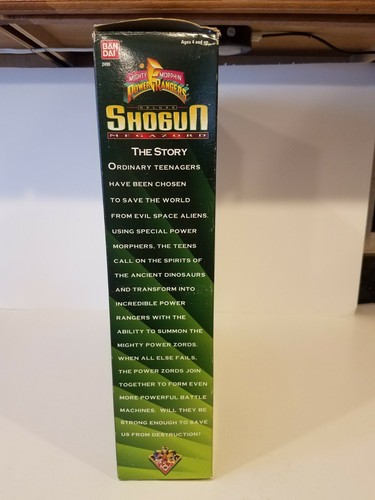 BAN
DAI
Ages 4 and up
2495
MIGHTY MORPHIN
POWER RANGERS
DELUXE
SHOGUN
MEGAZORD
THE STORY
ORDINARY TEENAGERS
HAVE BEEN CHOSEN
TO SAVE THE WORLD
FROM EVIL SPACE ALIENS.
USING SPECIAL POWER
MORPHERS, THE TEENS
CALL ON THE SPIRITS OF
THE ANCIENT DINOSAURS
AND TRANSFORM INTO
INCREDIBLE POWER
RANGERS WITH THE
ABILITY TO SUMMON THE
MIGHTY POWER ZORDS.
WHEN ALL ELSE FAILS,
THE POWER ZORDS JOIN
TOGETHER TO FORM EVEN
MORE POWERFUL BATTLE
MACHINES. WILL THEY BE
STRONG ENOUGH TO SAVE
US FROM DESTRUCTION?